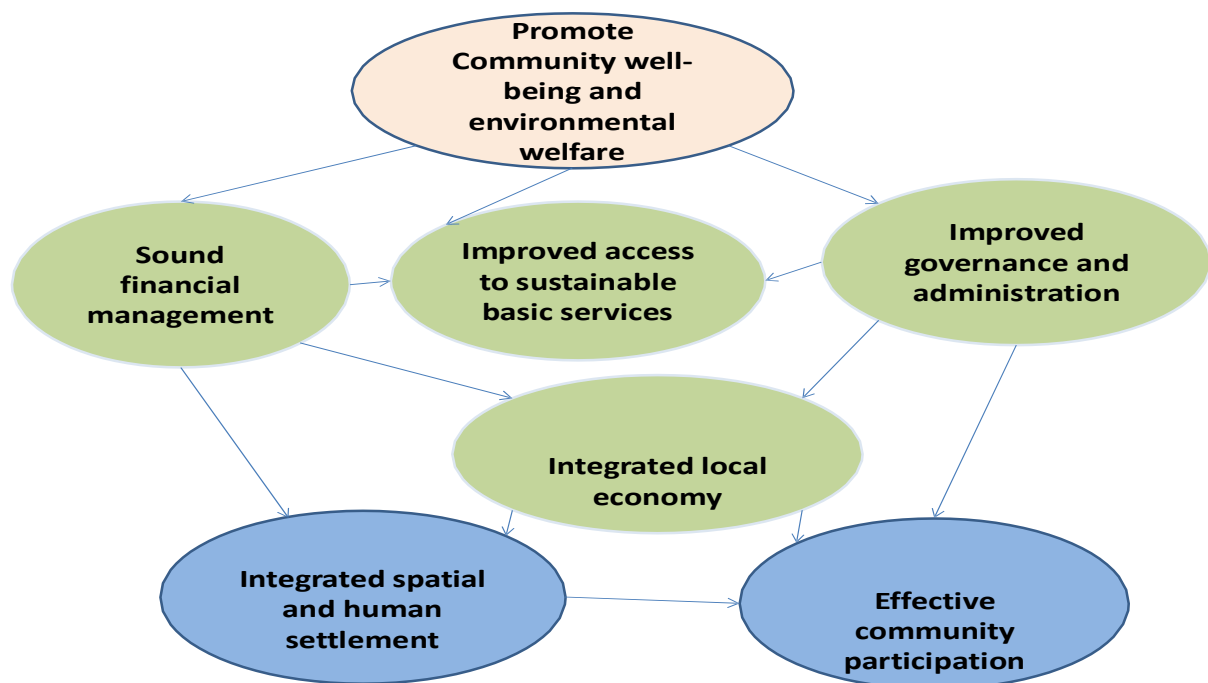 Promote
Community well-
being and
environmental
welfare
Sound
financial
management
Improved access
to sustainable
basic services
Improved
governance and
administration
Integrated local
economy
Integrated spatial
and human
settlement
Effective
community
participation